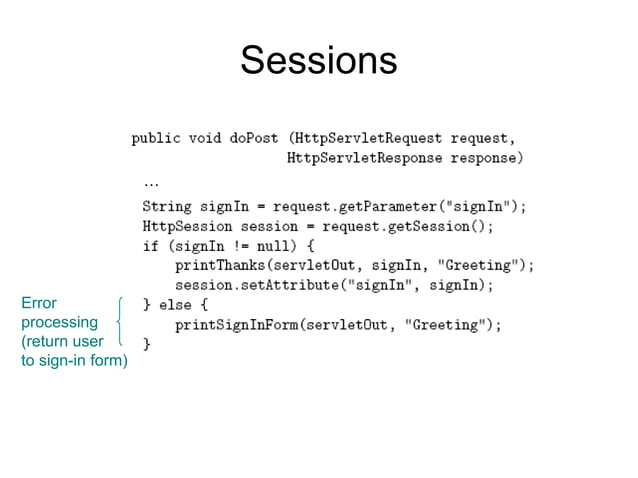 Sessions
public void doPost (HttpServletRequest request,
HttpServletResponse response)
…
String signIn = request.getParameter("signIn");
HttpSession session = request.getSession();
if (signIn != null) {
printThanks(servletOut, signIn, "Greeting");
session.setAttribute("signIn", signIn);
} else {
printSignInForm(servletOut, "Greeting");
}
Error
processing
(return user
to sign-in form)